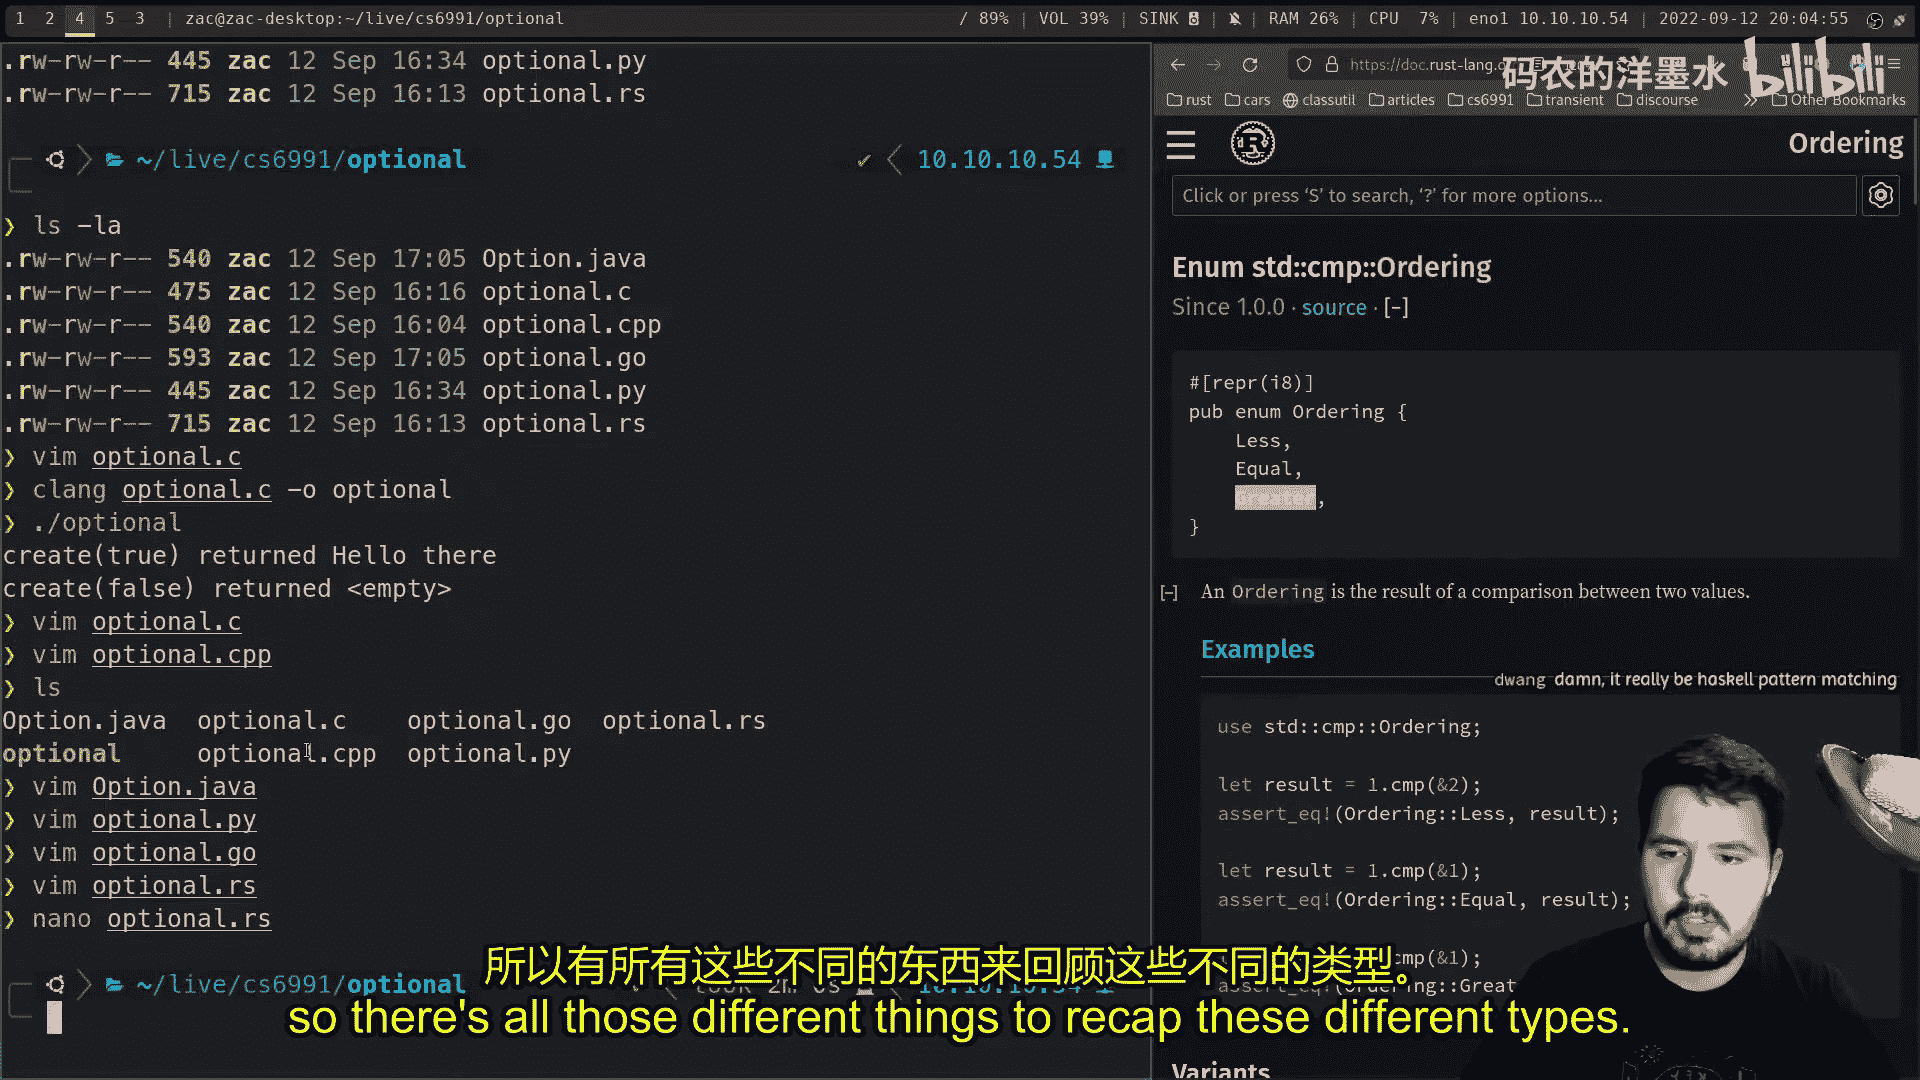 1 2 4 5 3 | zac@zac-desktop:~/live/cs6991/optional
/ 89% | VOL 39% | SINK | RAM 26% | CPU 7% | eno1 10.10.10.54 | 2022-09-12 20:04:55
.rw-rw-r-- 445 zac 12 Sep 16:34 optional.py
.rw-rw-r-- 715 zac 12 Sep 16:13 optional.rs
~/live/cs6991/optional ✓ 10.10.10.54
❯ ls -la
.rw-rw-r-- 540 zac 12 Sep 17:05 Option.java
.rw-rw-r-- 475 zac 12 Sep 16:16 optional.c
.rw-rw-r-- 540 zac 12 Sep 16:04 optional.cpp
.rw-rw-r-- 593 zac 12 Sep 17:05 optional.go
.rw-rw-r-- 445 zac 12 Sep 16:34 optional.py
.rw-rw-r-- 715 zac 12 Sep 16:13 optional.rs
❯ vim optional.c
❯ clang optional.c -o optional
❯ ./optional
create(true) returned Hello there
create(false) returned <empty>
❯ vim optional.c
❯ vim optional.cpp
❯ ls
Option.java optional.c optional.go optional.rs
optional optional.cpp optional.py
❯ vim Option.java
❯ vim optional.py
❯ vim optional.go
❯ vim optional.rs
❯ nano optional.rs
~/live/cs6991/optional
https://doc.rust-lang.o
码农的洋墨水 bilibili
rust cars classutil articles cs6991 transient discourse Other Bookmarks
Ordering
Click or press ‘S’ to search, ‘?’ for more options...
Enum std::cmp::Ordering
Since 1.0.0 · source · [-]
#[repr(i8)]
pub enum Ordering {
Less,
Equal,
,
}
[-] An Ordering is the result of a comparison between two values.
Examples
dwang damn, it really be haskell pattern matching
use std::cmp::Ordering;
let result = 1.cmp(&2);
assert_eq!(Ordering::Less, result);
let result = 1.cmp(&1);
assert_eq!(Ordering::Equal, result);
cmp(&1);
Ordering::Great
Variants
所以有所有这些不同的东西来回顾这些不同的类型。
so there's all those different things to recap these different types.